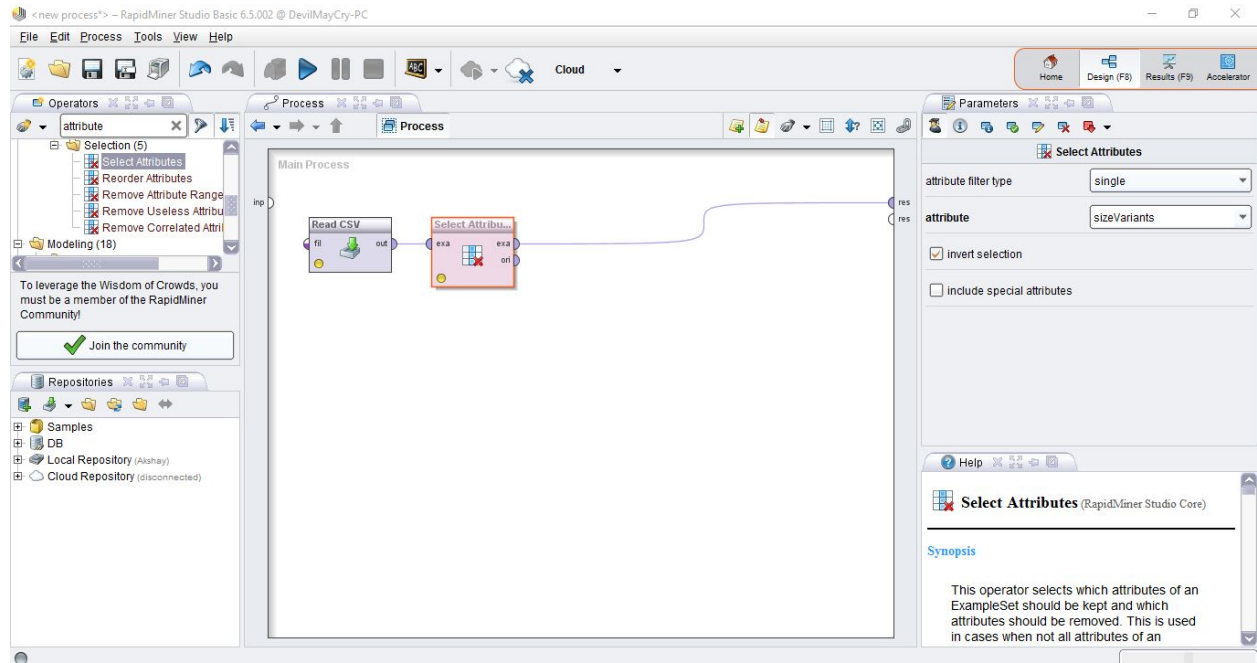 <new process*> – RapidMiner Studio Basic 6.5.002 @ DevilMayCry-PC
File Edit Process Tools View Help
Cloud
Home
Design (F8)
Results (F9)
Accelerator
Operators
attribute
Selection (5)
Select Attributes
Reorder Attributes
Remove Attribute Range
Remove Useless Attribu
Remove Correlated Attri
Modeling (18)
To leverage the Wisdom of Crowds, you
must be a member of the RapidMiner
Community!
Join the community
Repositories
Samples
DB
Local Repository (Akshay)
Cloud Repository (disconnected)
Process
Process
Main Process
inp
Read CSV
fil
out
Select Attribu...
exa
exa
ori
res
res
Parameters
Select Attributes
attribute filter type
single
attribute
sizeVariants
invert selection
include special attributes
Help
Select Attributes (RapidMiner Studio Core)
Synopsis
This operator selects which attributes of an
ExampleSet should be kept and which
attributes should be removed. This is used
in cases when not all attributes of an